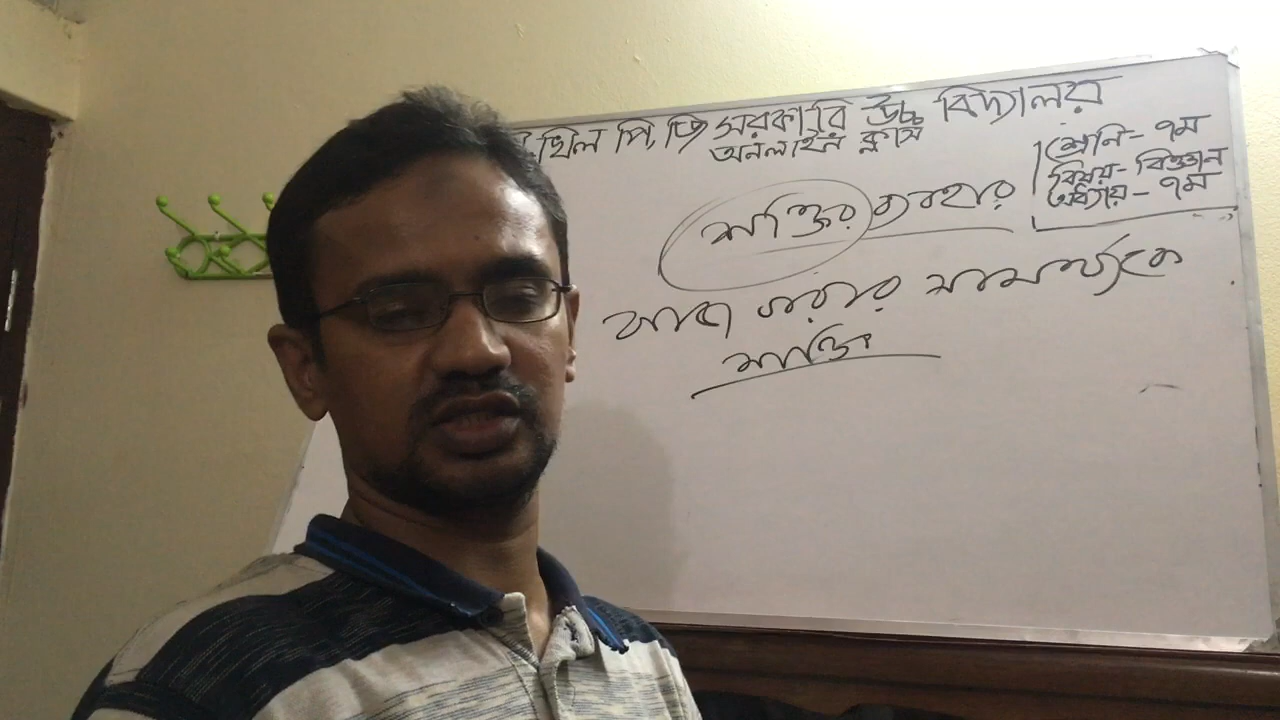 খিল পি, জি সরকারি উচ্চ বিদ্যালয়
অনলাইন ক্লাস
শ্রেনি - ৭ম
বিষয় - বিজ্ঞান
অধ্যায় - ৭ম
শক্তির ব্যবহার
কাজ করার সামর্থ্যকে
শক্তি